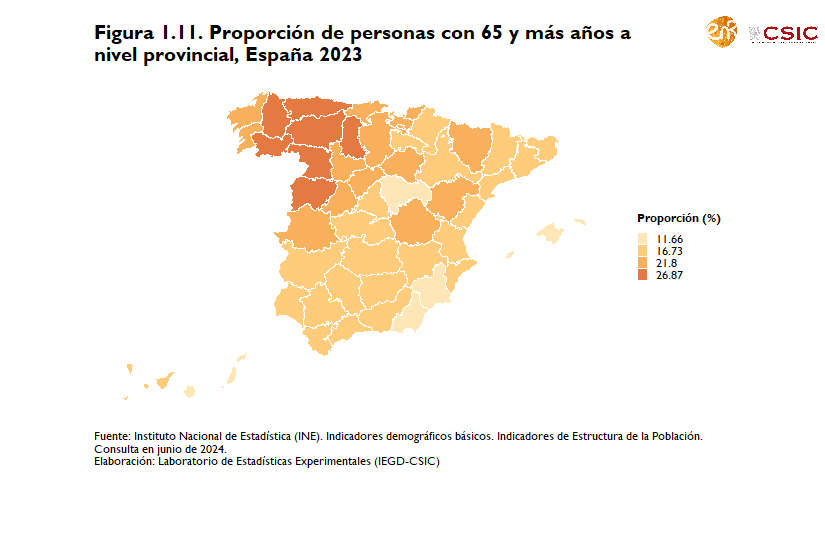 Figura 1.11. Proporción de personas con 65 y más años a
nivel provincial, España 2023
CSIC
Proporción (%)
11.66
16.73
21.8
26.87
Fuente: Instituto Nacional de Estadística (INE). Indicadores demográficos básicos. Indicadores de Estructura de la Población.
Consulta en junio de 2024.
Elaboración: Laboratorio de Estadísticas Experimentales (IEGD-CSIC)